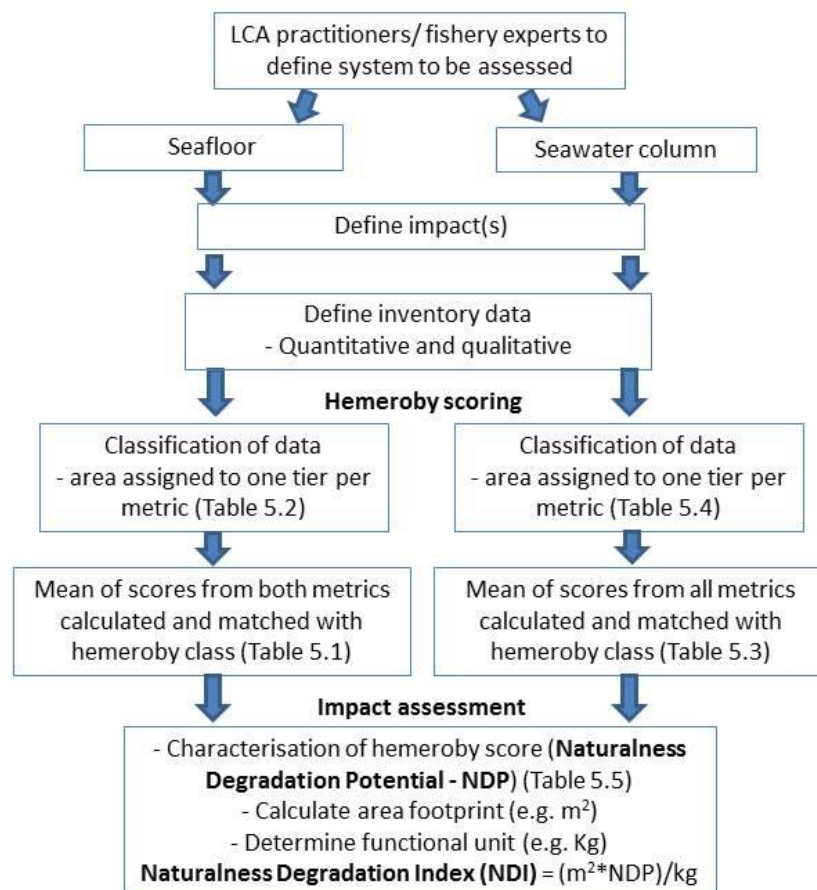 LCA practitioners/ fishery experts to
define system to be assessed
Seafloor
Seawater column
Define impact(s)
Define inventory data
- Quantitative and qualitative
Hemeroby scoring
Classification of data
- area assigned to one tier per
metric (Table 5.2)
Classification of data
- area assigned to one tier per
metric (Table 5.4)
Mean of scores from both metrics
calculated and matched with
hemeroby class (Table 5.1)
Mean of scores from all metrics
calculated and matched with
hemeroby class (Table 5.3)
Impact assessment
- Characterisation of hemeroby score (Naturalness
Degradation Potential - NDP) (Table 5.5)
- Calculate area footprint (e.g. m²)
- Determine functional unit (e.g. Kg)
Naturalness Degradation Index (NDI) = (m²*NDP)/kg